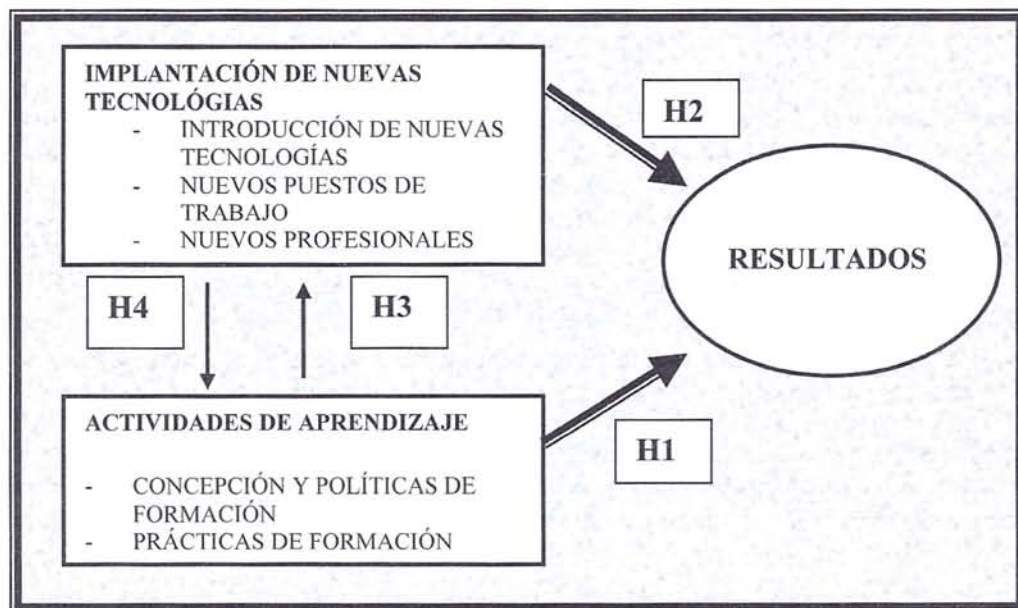 IMPLANTACIÓN DE NUEVAS
TECNOLÓGIAS
- INTRODUCCIÓN DE NUEVAS
TECNOLOGÍAS
- NUEVOS PUESTOS DE
TRABAJO
- NUEVOS PROFESIONALES
H2
RESULTADOS
H4
H3
ACTIVIDADES DE APRENDIZAJE
- CONCEPCIÓN Y POLÍTICAS DE
FORMACIÓN
- PRÁCTICAS DE FORMACIÓN
H1